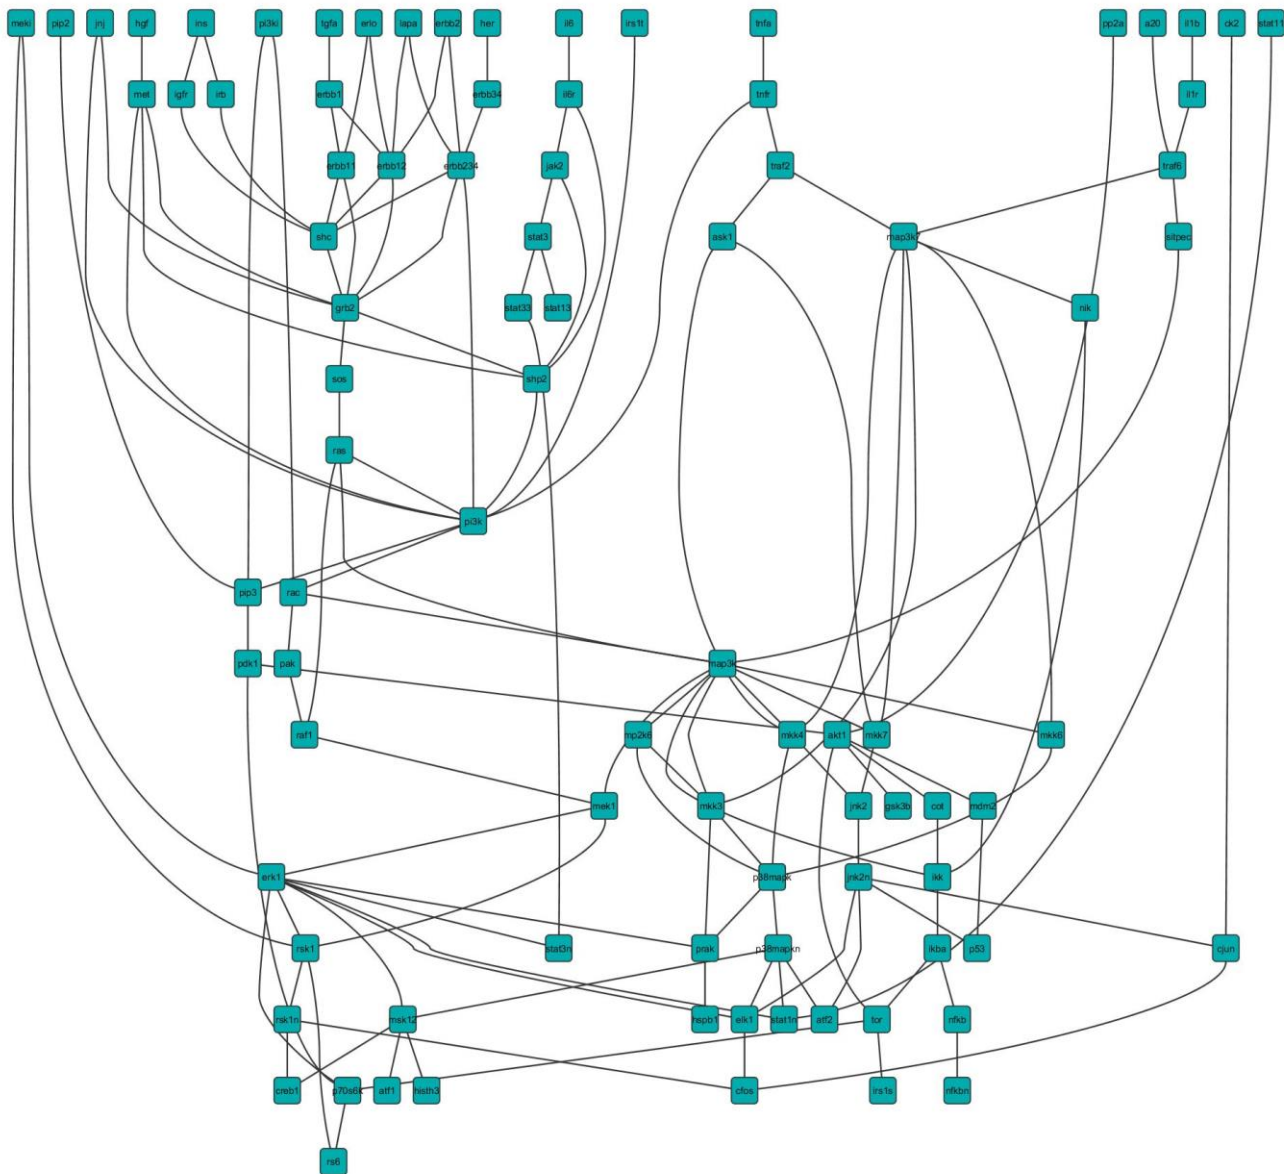 meki pip2 jnj hgf ins pi3ki tgfa erlo lapa erbb2 her il6 irs1t tnfa pp2a a20 il1b ck2 stat11
met igfr irb erbb1 erbb34 il6r tnfr il1r
erbb11 erbb12 erbb234 jak2 traf2 traf6
shc stat3 ask1 map3k7 sitpec
grb2 stat33 stat13 nik
sos shp2
ras
pi3k
pip3 rac
pdk1 pak map3k
raf1 mp2k6 mkk4 akt1 mkk7 mkk6
mek1 mkk3 jnk2 gsk3b cot mdm2
erk1 p38mapk jnk2n ikk
rsk1 stat3n prak p38mapkn ikba p53 cjun
rsk1n msk12 hspb1 elk1 stat1n atf2 tor nfkb
creb1 p70s6k atf1 histh3 cfos irs1s nfkbn
rs6